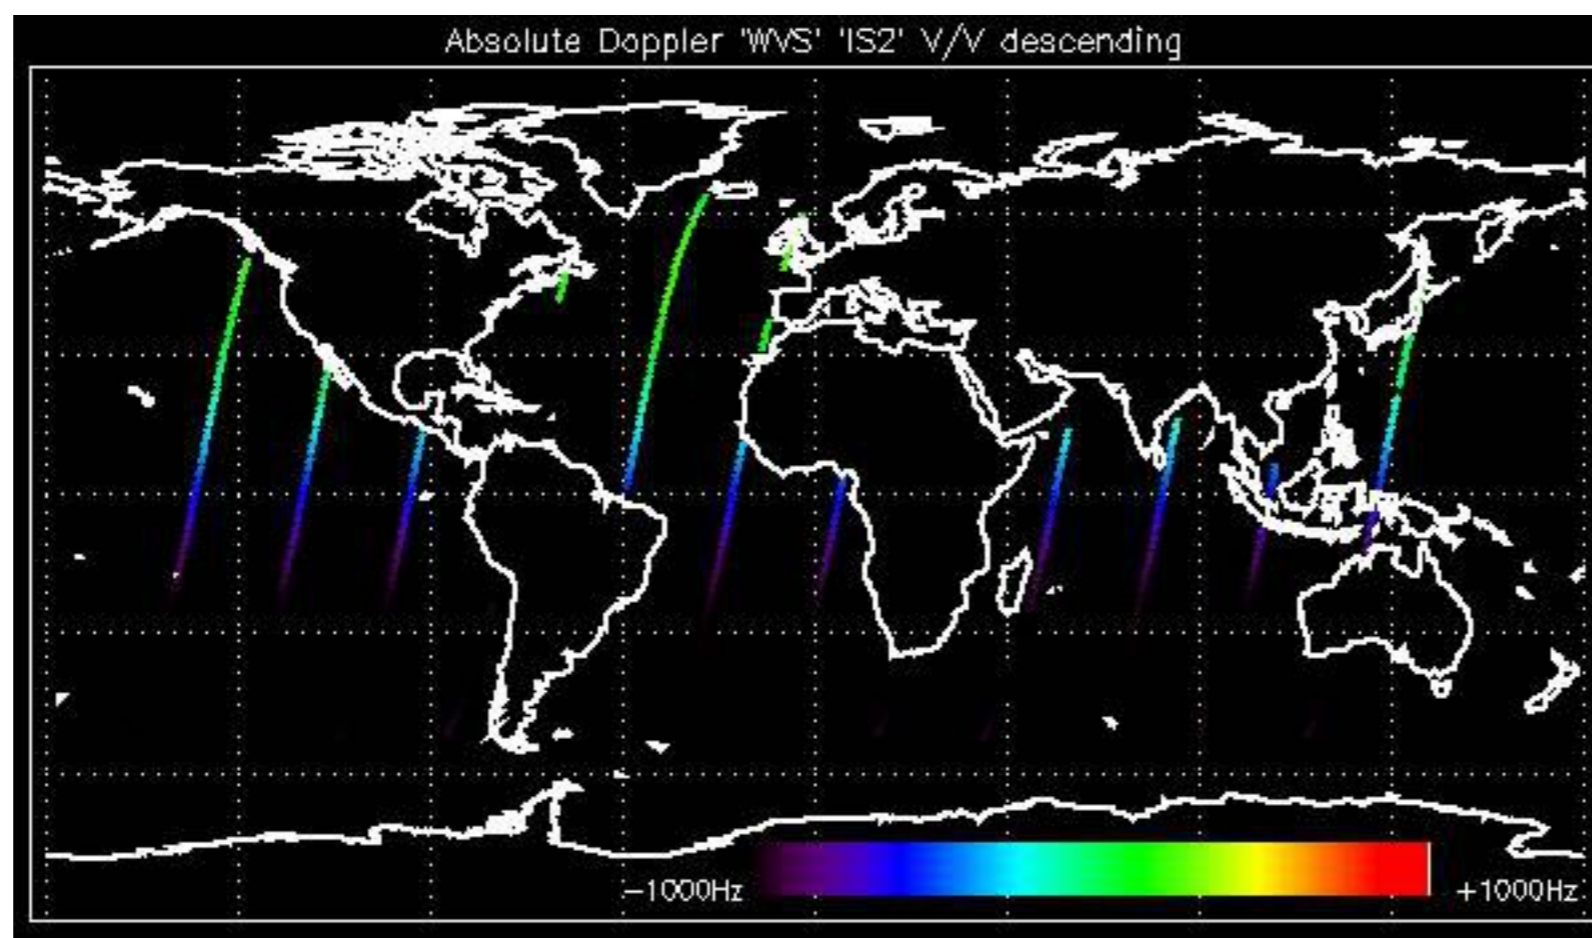 Absolute Doppler 'WVS' 'IS2' V/V descending
−1000Hz +1000Hz